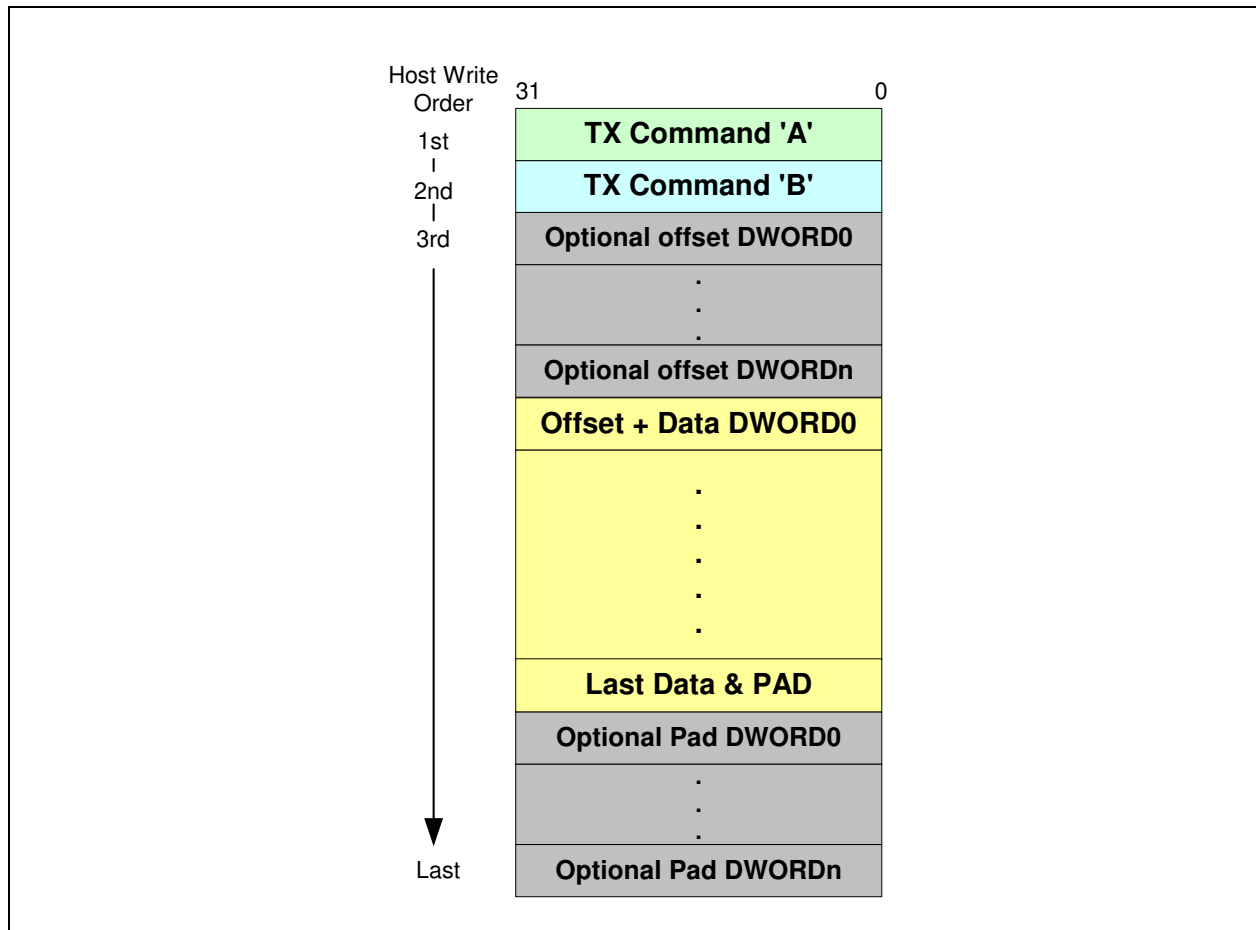 Host Write
Order
31
0
1st
TX Command 'A'
2nd
TX Command 'B'
3rd
Optional offset DWORD0
.
.
.
Optional offset DWORDn
Offset + Data DWORD0
.
.
.
.
.
Last Data & PAD
Optional Pad DWORD0
.
.
.
Last
Optional Pad DWORDn